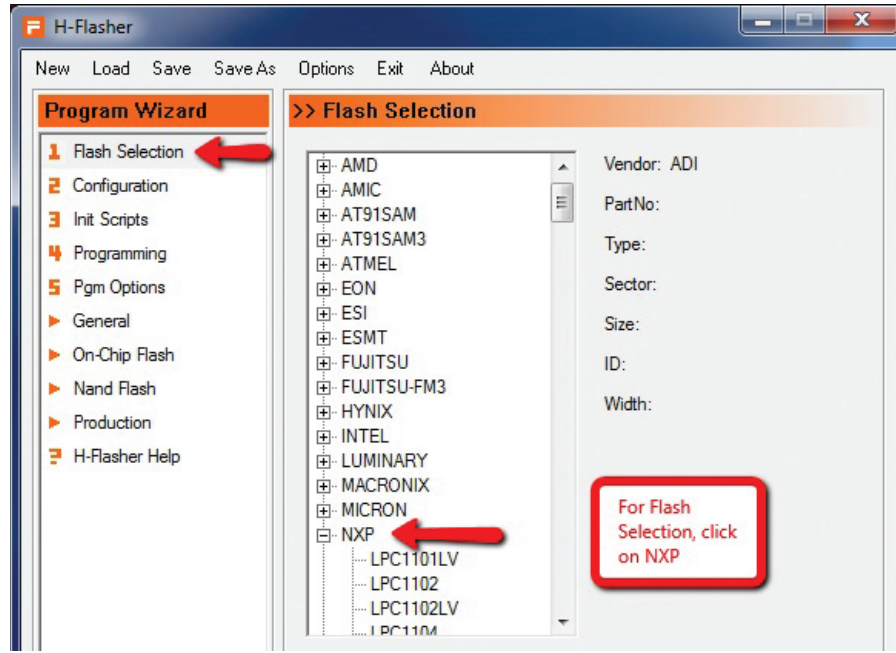 H-Flasher
New Load Save Save As Options Exit About
Program Wizard
1 Flash Selection
2 Configuration
3 Init Scripts
4 Programming
5 Pgm Options
General
On-Chip Flash
Nand Flash
Production
? H-Flasher Help
>> Flash Selection
AMD
AMIC
AT91SAM
AT91SAM3
ATMEL
EON
ESI
ESMT
FUJITSU
FUJITSU-FM3
HYNIX
INTEL
LUMINARY
MACRONIX
MICRON
NXP
LPC1101LV
LPC1102
LPC1102LV
LPC1104
Vendor: ADI
PartNo:
Type:
Sector:
Size:
ID:
Width:
For Flash
Selection, click
on NXP